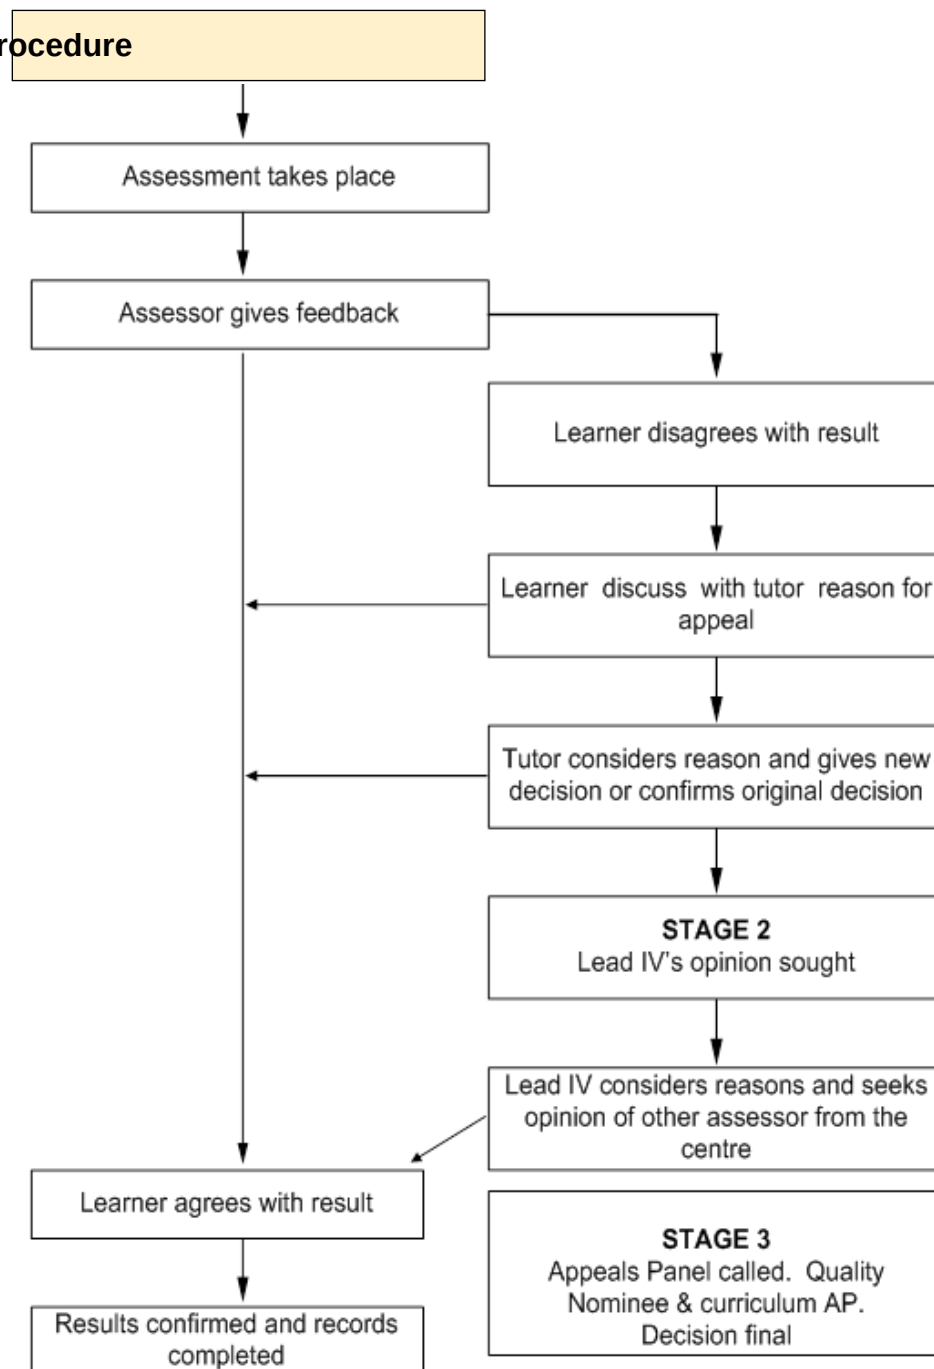 rocedure
Assessment takes place
Assessor gives feedback
Learner disagrees with result
Learner discuss with tutor reason for
appeal
Tutor considers reason and gives new
decision or confirms original decision
STAGE 2
Lead IV's opinion sought
Lead IV considers reasons and seeks
opinion of other assessor from the
centre
Learner agrees with result
STAGE 3
Appeals Panel called. Quality
Nominee & curriculum AP.
Decision final
Results confirmed and records
completed